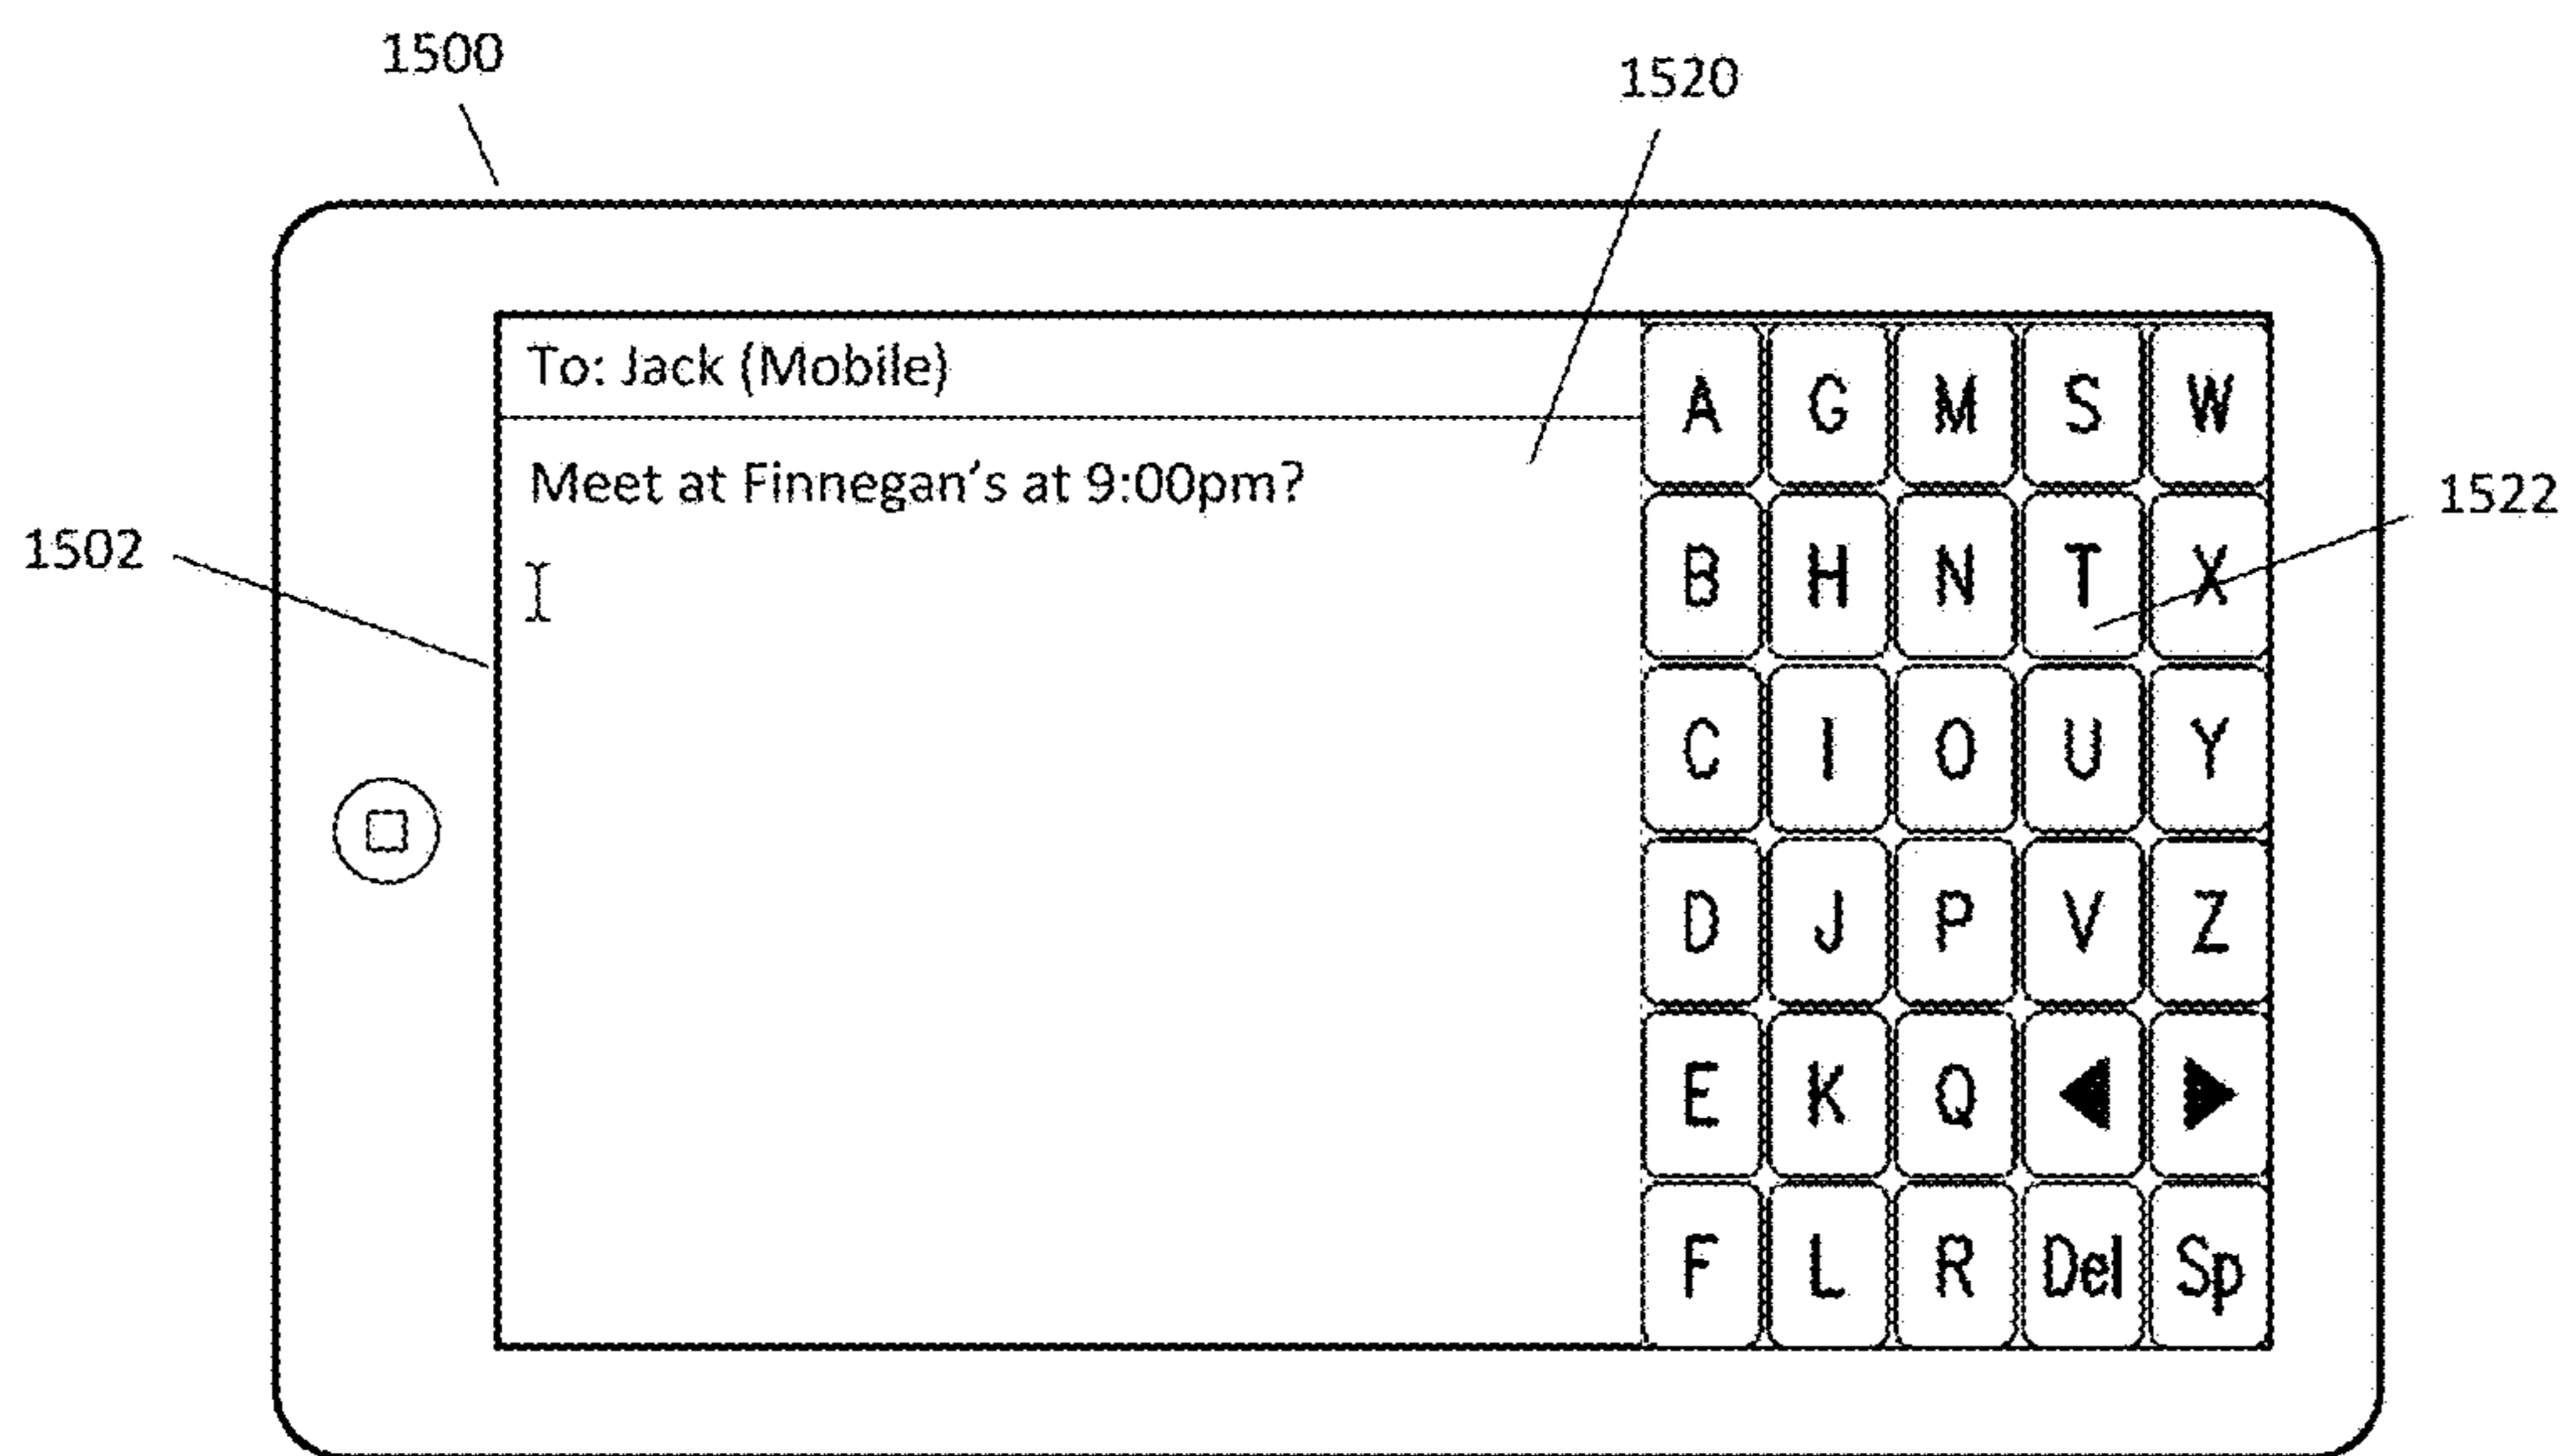 1500
1520
To: Jack (Mobile)
Meet at Finnegan's at 9:00pm?
1502
1522
A G M S W
B H N T X
C I O U Y
D J P V Z
E K Q ◀ ▶
F L R Del Sp